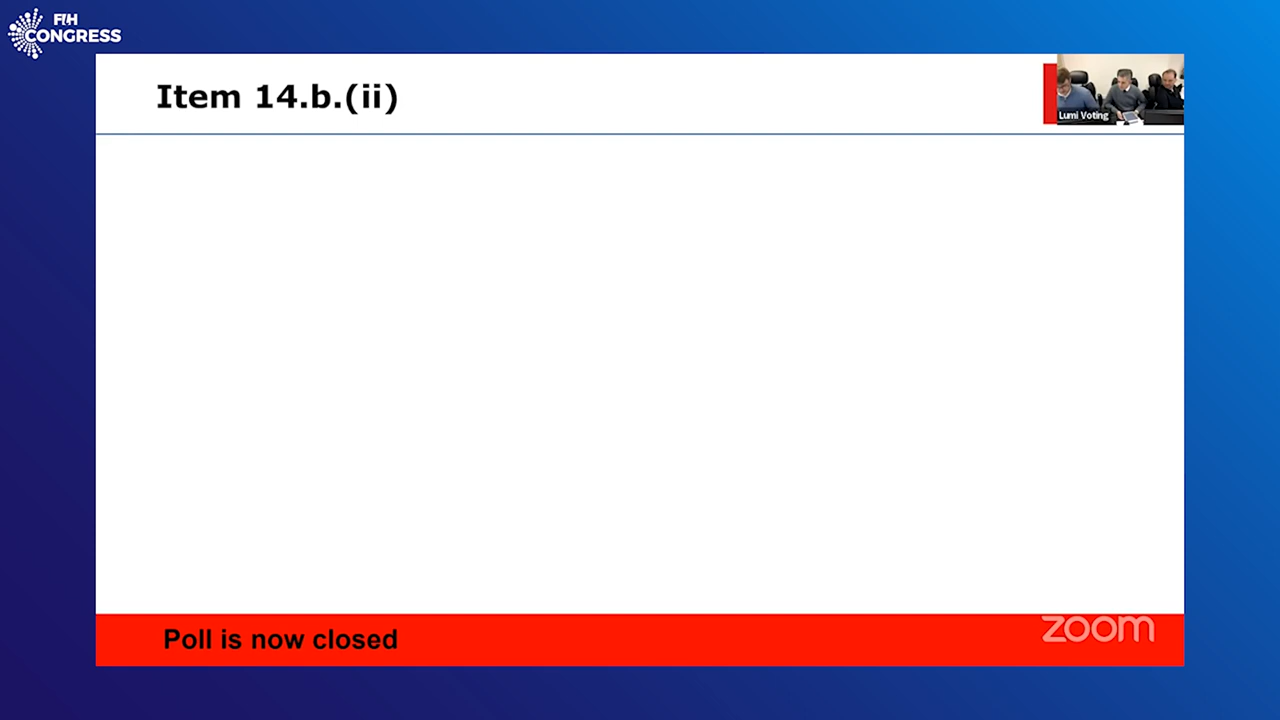 FIH
CONGRESS
Item 14.b.(ii)
Lumi Voting
Poll is now closed
zoom